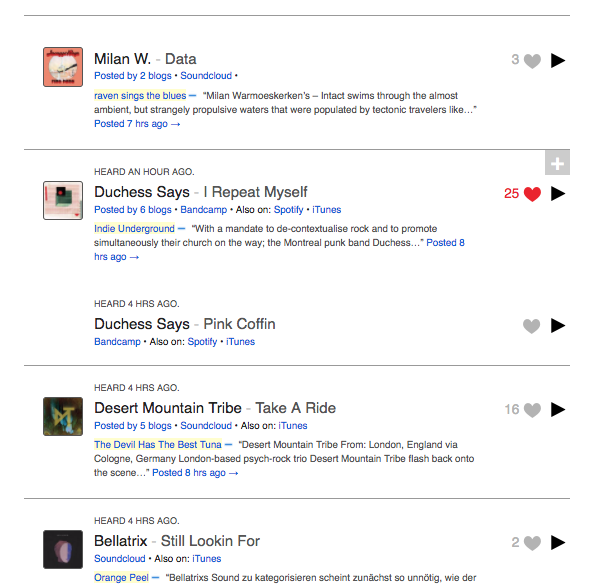 Milan W. - Data
3
Posted by 2 blogs • Soundcloud •
raven sings the blues — “Milan Warmoeskerken’s – Intact swims through the almost
ambient, but strangely propulsive waters that were populated by tectonic travelers like…”
Posted 7 hrs ago →
HEARD AN HOUR AGO.
Duchess Says - I Repeat Myself
25
Posted by 6 blogs • Bandcamp • Also on: Spotify • iTunes
Indie Underground — “With a mandate to de-contextualise rock and to promote
simultaneously their church on the way; the Montreal punk band Duchess…” Posted 8
hrs ago →
HEARD 4 HRS AGO.
Duchess Says - Pink Coffin
Bandcamp • Also on: Spotify • iTunes
HEARD 4 HRS AGO.
Desert Mountain Tribe - Take A Ride
16
Posted by 5 blogs • Soundcloud • Also on: iTunes
The Devil Has The Best Tuna — “Desert Mountain Tribe From: London, England via
Cologne, Germany London-based psych-rock trio Desert Mountain Tribe flash back onto
the scene…” Posted 8 hrs ago →
HEARD 4 HRS AGO.
Bellatrix - Still Lookin For
2
Soundcloud • Also on: iTunes
Orange Peel — “Bellatrixs Sound zu kategorisieren scheint zunächst so unnötig, wie der